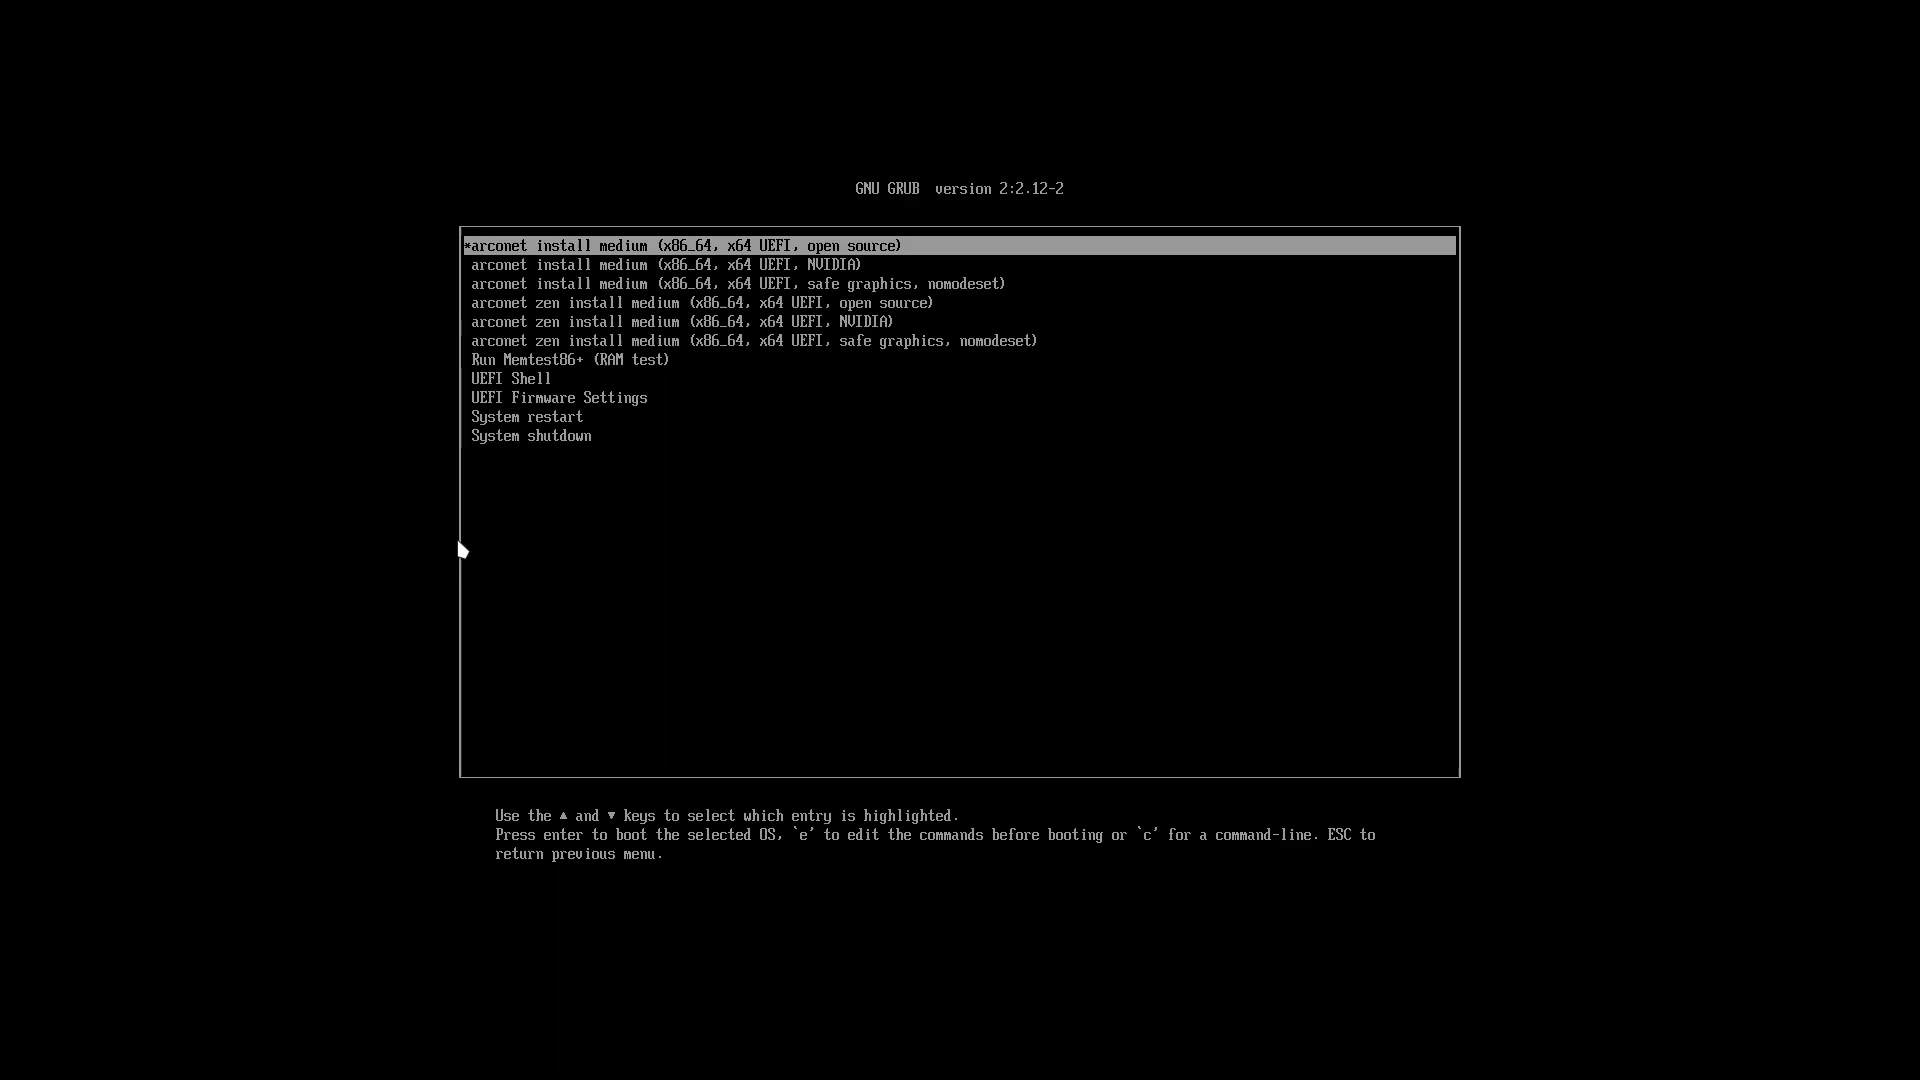 GNU GRUB  version 2:2.12-2
*arconet install medium (x86_64, x64 UEFI, open source)
arconet install medium (x86_64, x64 UEFI, NVIDIA)
arconet install medium (x86_64, x64 UEFI, safe graphics, nomodeset)
arconet zen install medium (x86_64, x64 UEFI, open source)
arconet zen install medium (x86_64, x64 UEFI, NVIDIA)
arconet zen install medium (x86_64, x64 UEFI, safe graphics, nomodeset)
Run Memtest86+ (RAM test)
UEFI Shell
UEFI Firmware Settings
System restart
System shutdown
Use the ▲ and ▼ keys to select which entry is highlighted.
Press enter to boot the selected OS, `e' to edit the commands before booting or `c' for a command-line. ESC to
return previous menu.